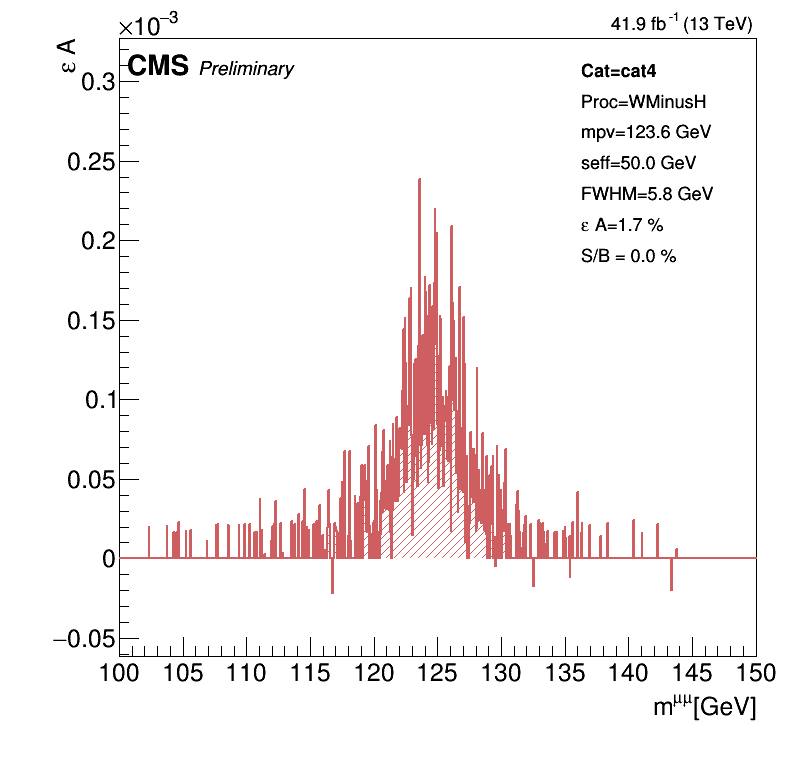 ×10⁻³
41.9 fb⁻¹ (13 TeV)
ε A
CMS Preliminary
Cat=cat4
Proc=WMinusH
mpv=123.6 GeV
seff=50.0 GeV
FWHM=5.8 GeV
ε A=1.7 %
S/B = 0.0 %
0.3
0.25
0.2
0.15
0.1
0.05
0
−0.05
100 105 110 115 120 125 130 135 140 145 150
m^μμ[GeV]